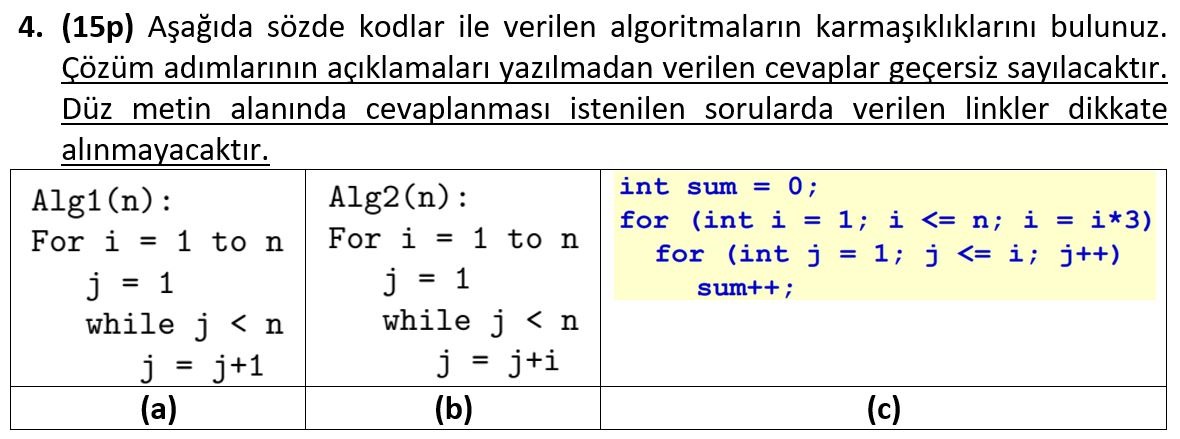 4. (15p) Aşağıda sözde kodlar ile verilen algoritmaların karmaşıklıklarını bulunuz.
Çözüm adımlarının açıklamaları yazılmadan verilen cevaplar geçersiz sayılacaktır.
Düz metin alanında cevaplanması istenilen sorularda verilen linkler dikkate
alınmayacaktır.
Alg1(n):
For i = 1 to n
j = 1
while j < n
j = j+1
(a)
Alg2(n):
For i = 1 to n
j = 1
while j < n
j = j+i
(b)
int sum = 0;
for (int i = 1; i <= n; i = i*3)
for (int j = 1; j <= i; j++)
sum++;
(c)